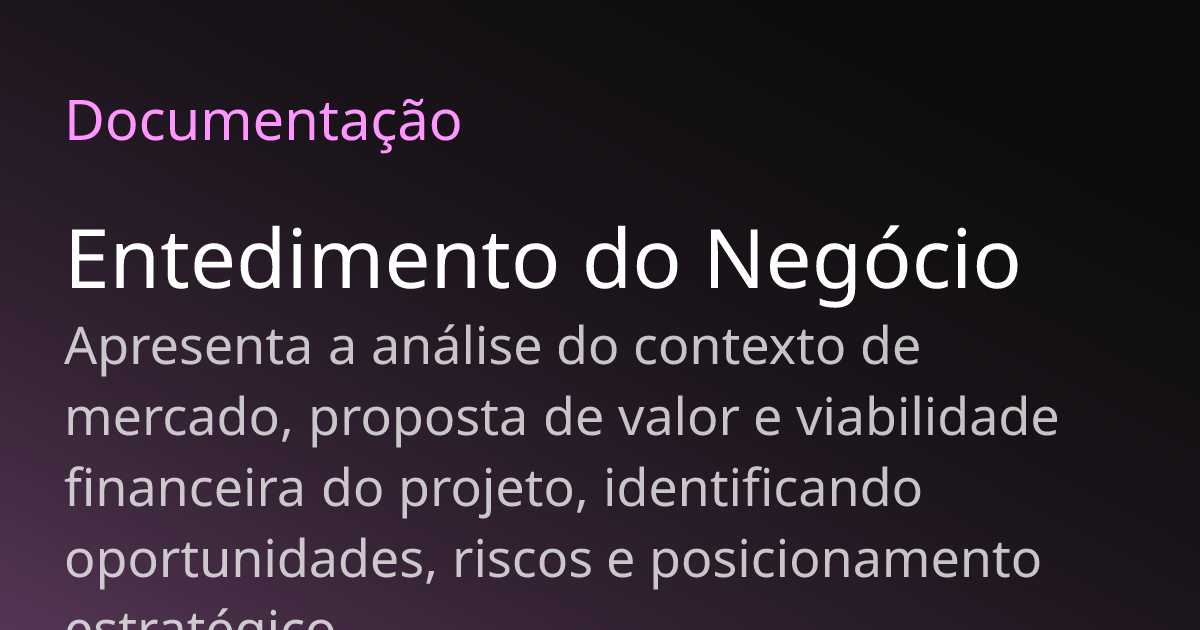 Documentação
Entedimento do Negócio
Apresenta a análise do contexto de
mercado, proposta de valor e viabilidade
financeira do projeto, identificando
oportunidades, riscos e posicionamento
estratégico